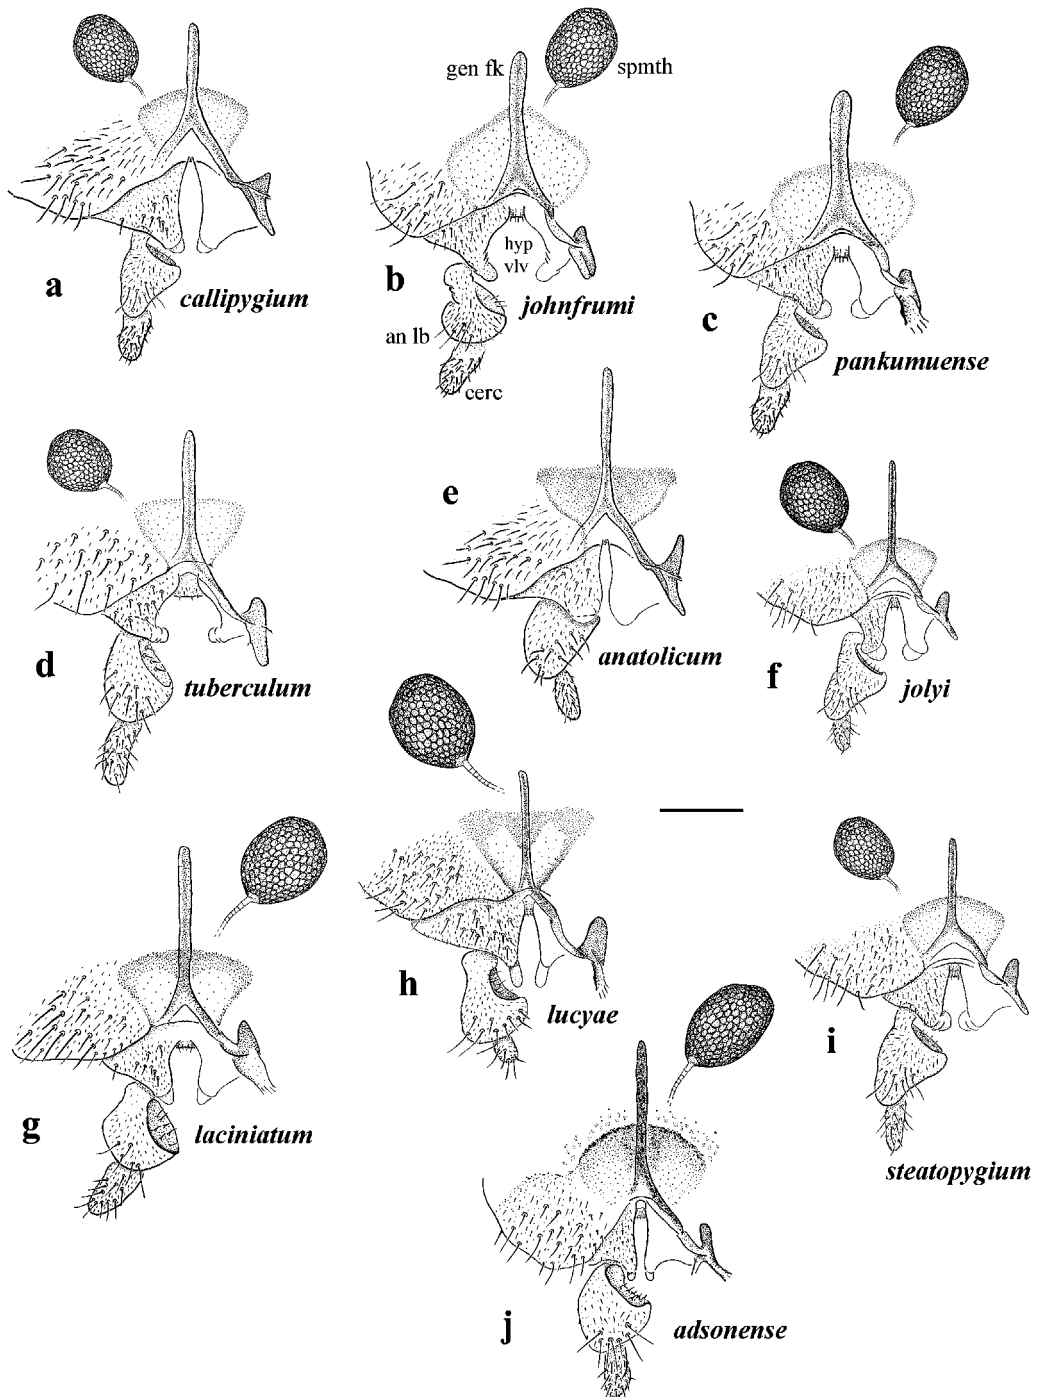 gen fk
spmth
a
callipygium
b
hyp
vlv
johnfrumi
an lb
cerc
c
pankumuense
d
tuberculum
e
anatolicum
f
jolyi
g
laciniatum
h
lucyae
i
steatopygium
j
adsonense